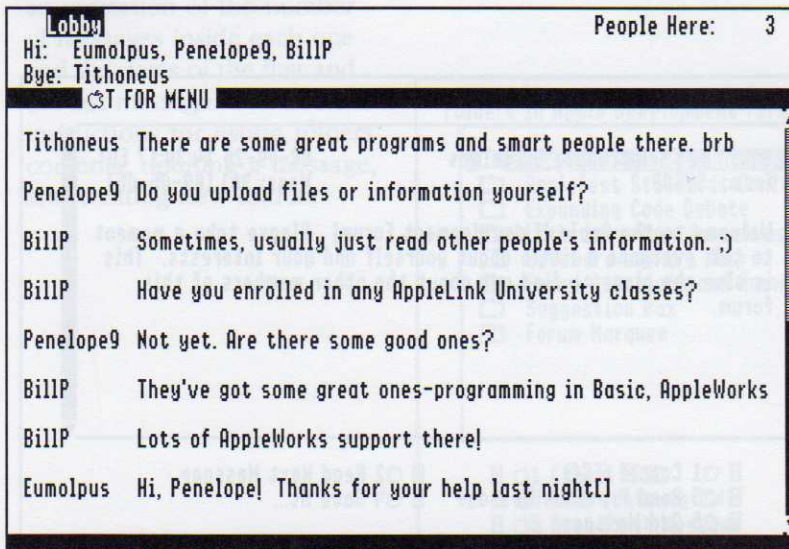 Lobby People Here: 3
Hi: Eumolpus, Penelope9, BillP
Bye: Tithoneus
T FOR MENU
Tithoneus There are some great programs and smart people there. brb
Penelope9 Do you upload files or information yourself?
BillP Sometimes, usually just read other people's information. ;)
BillP Have you enrolled in any AppleLink University classes?
Penelope9 Not yet. Are there some good ones?
BillP They've got some great ones-programming in Basic, AppleWorks
BillP Lots of AppleWorks support there!
Eumolpus Hi, Penelope! Thanks for your help last night[]